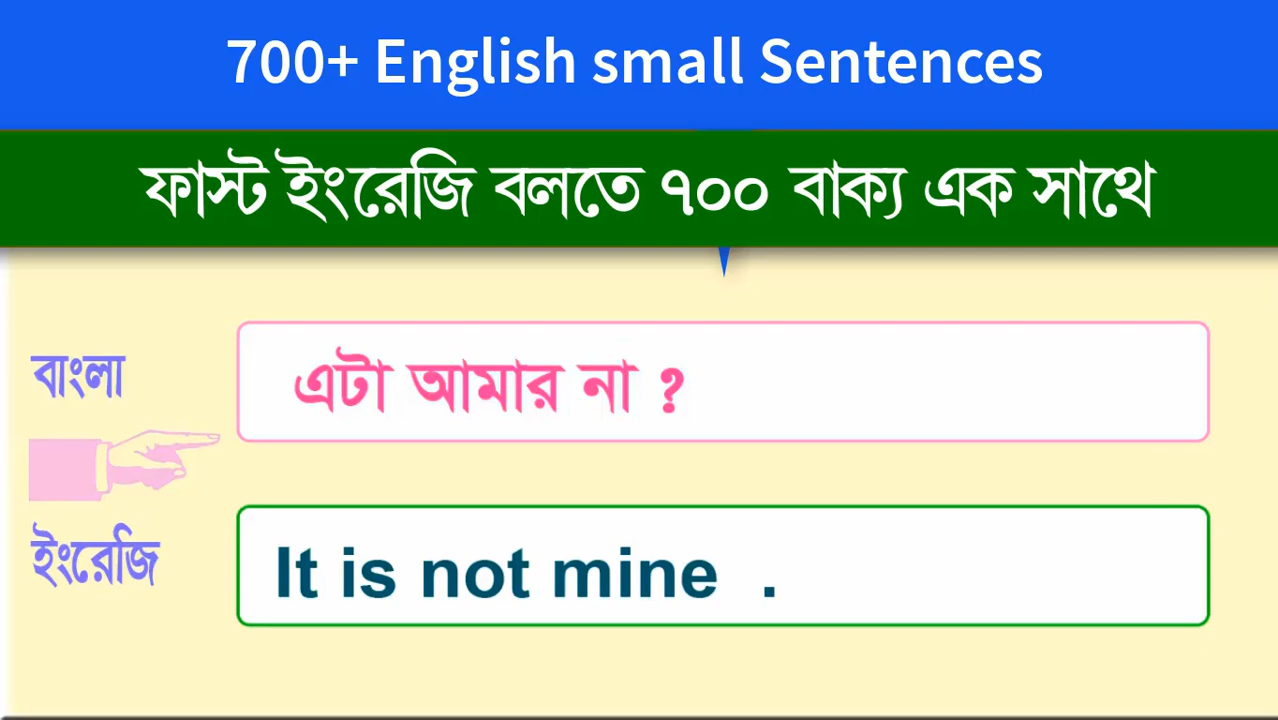 700+ English small Sentences
ফাস্ট ইংরেজি বলতে ৭০০ বাক্য এক সাথে
বাংলা
এটা আমার না ?
ইংরেজি
It is not mine .